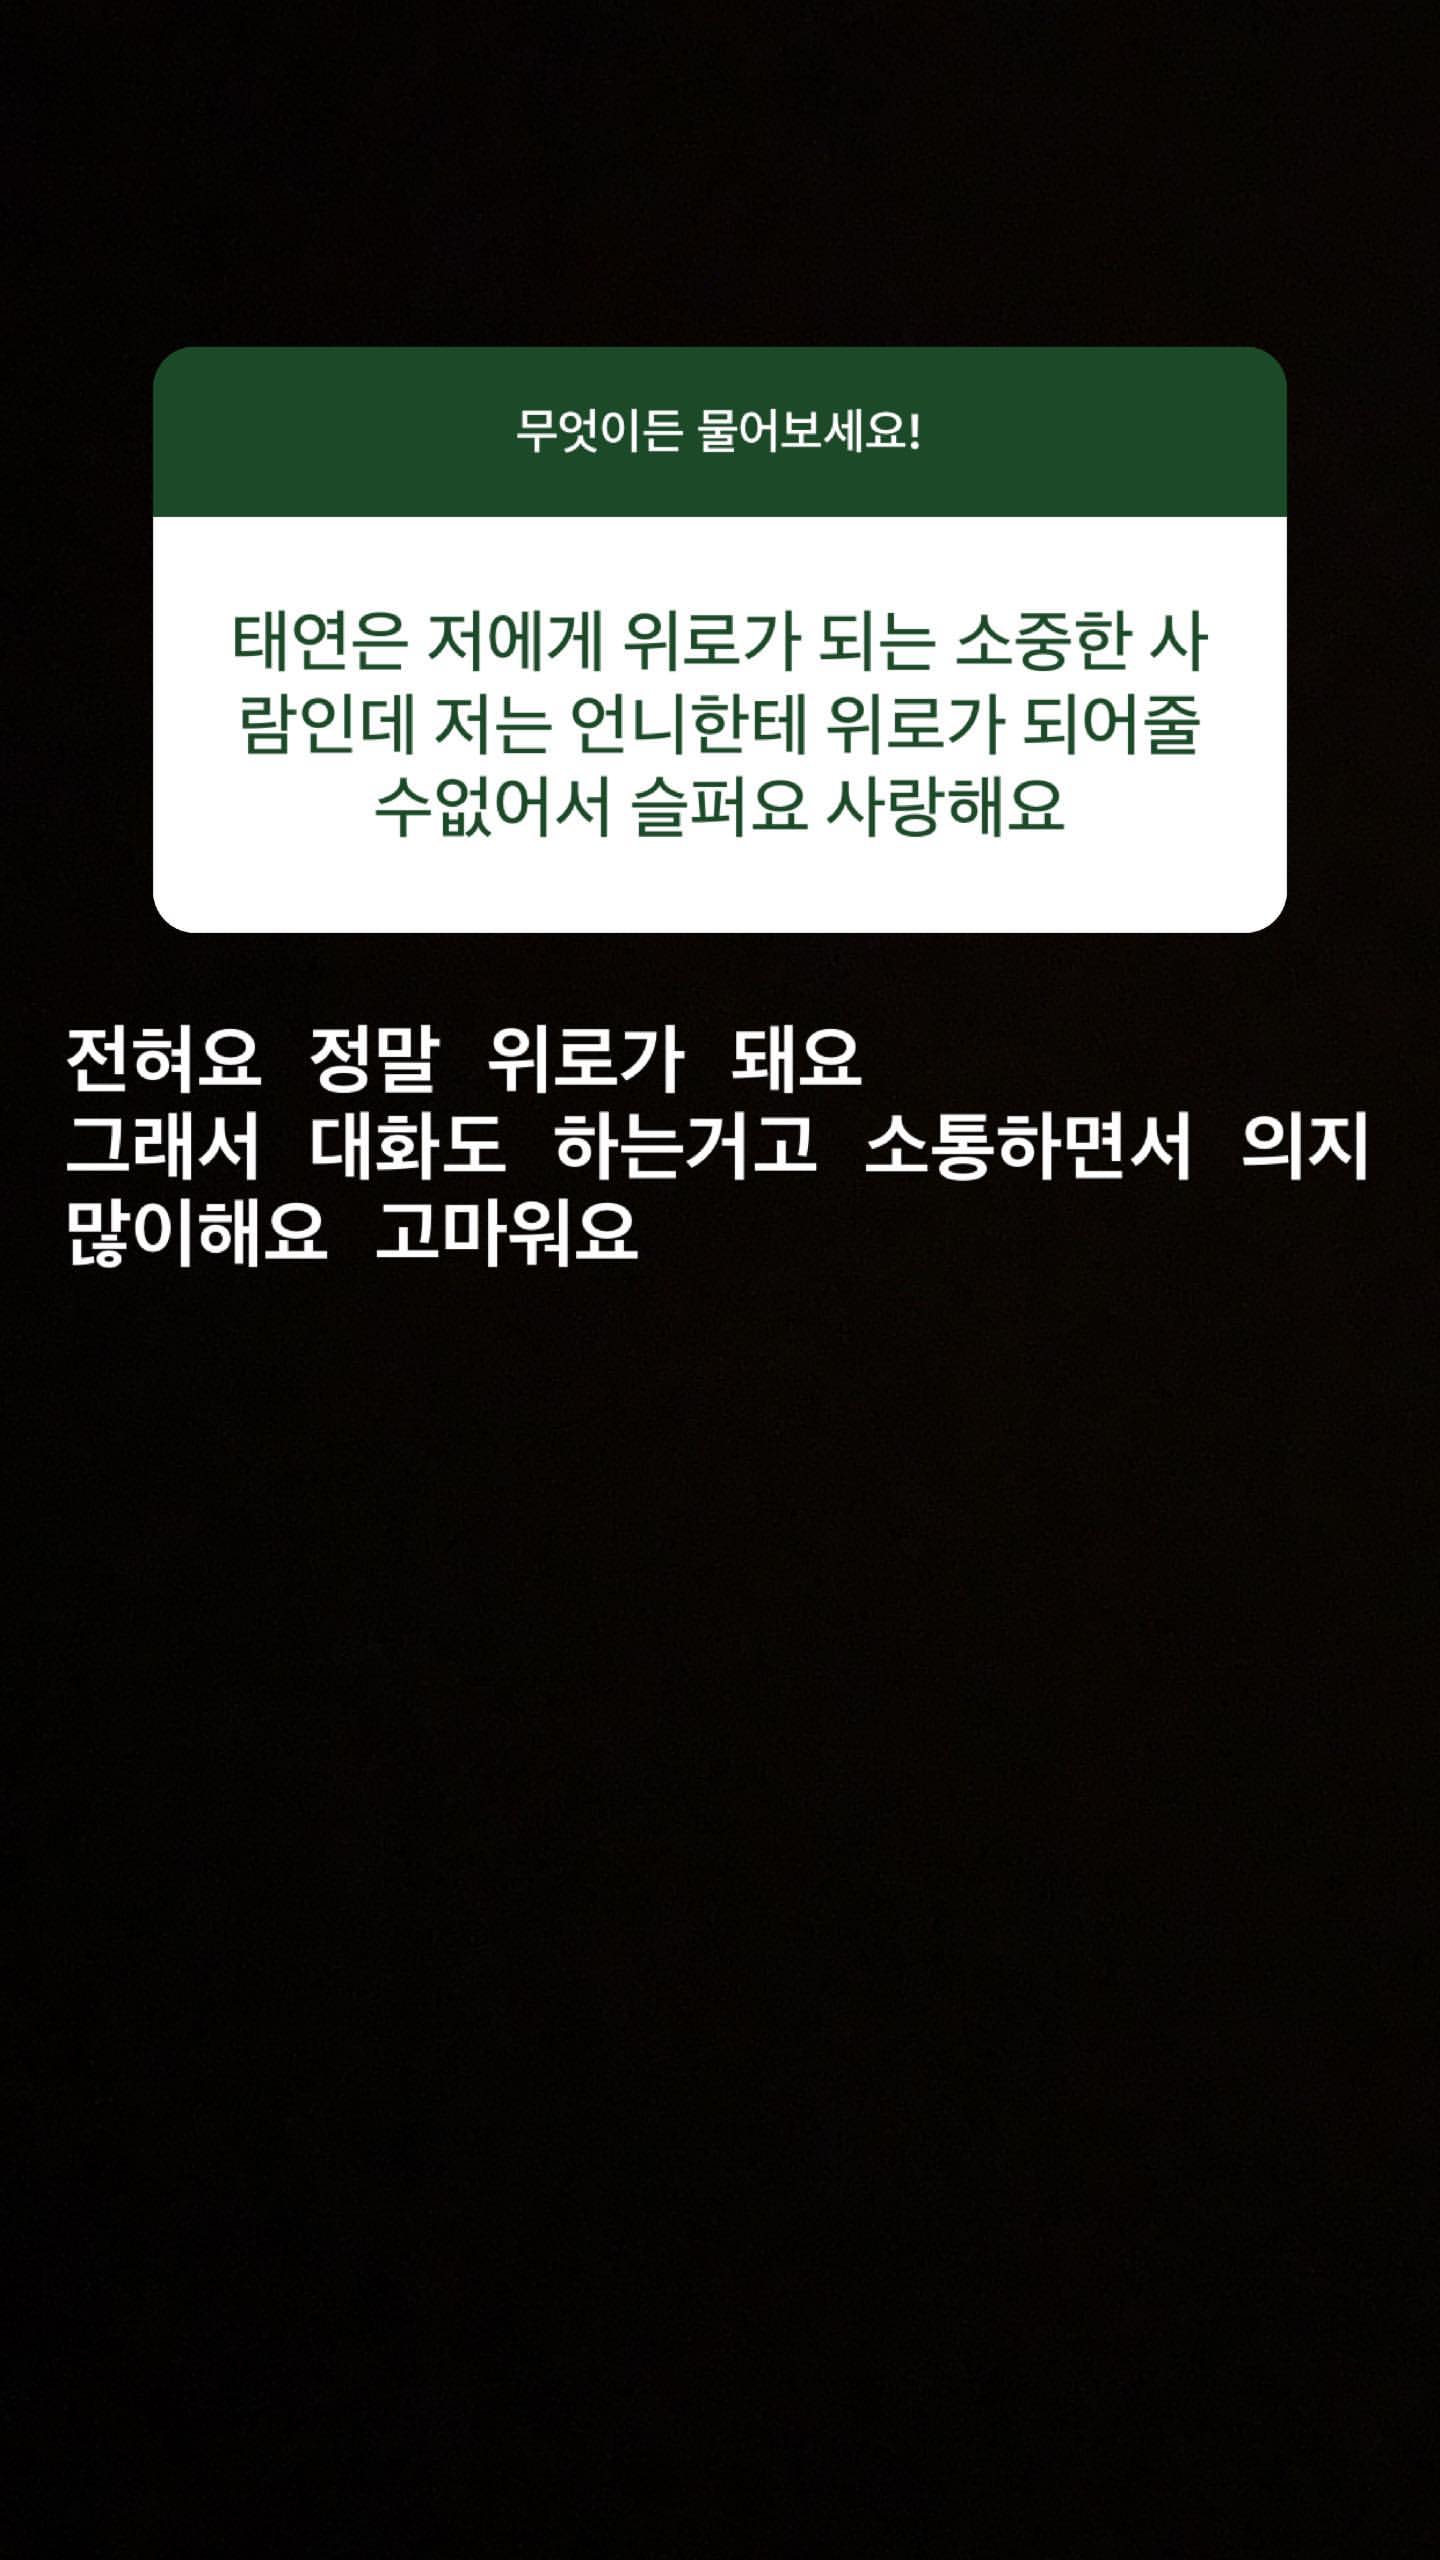 무엇이든 물어보세요!
태연은 저에게 위로가 되는 소중한 사
람인데 저는 언니한테 위로가 되어줄
수없어서 슬퍼요 사랑해요
전혀요 정말 위로가 돼요
그래서 대화도 하는거고 소통하면서 의지
많이해요 고마워요